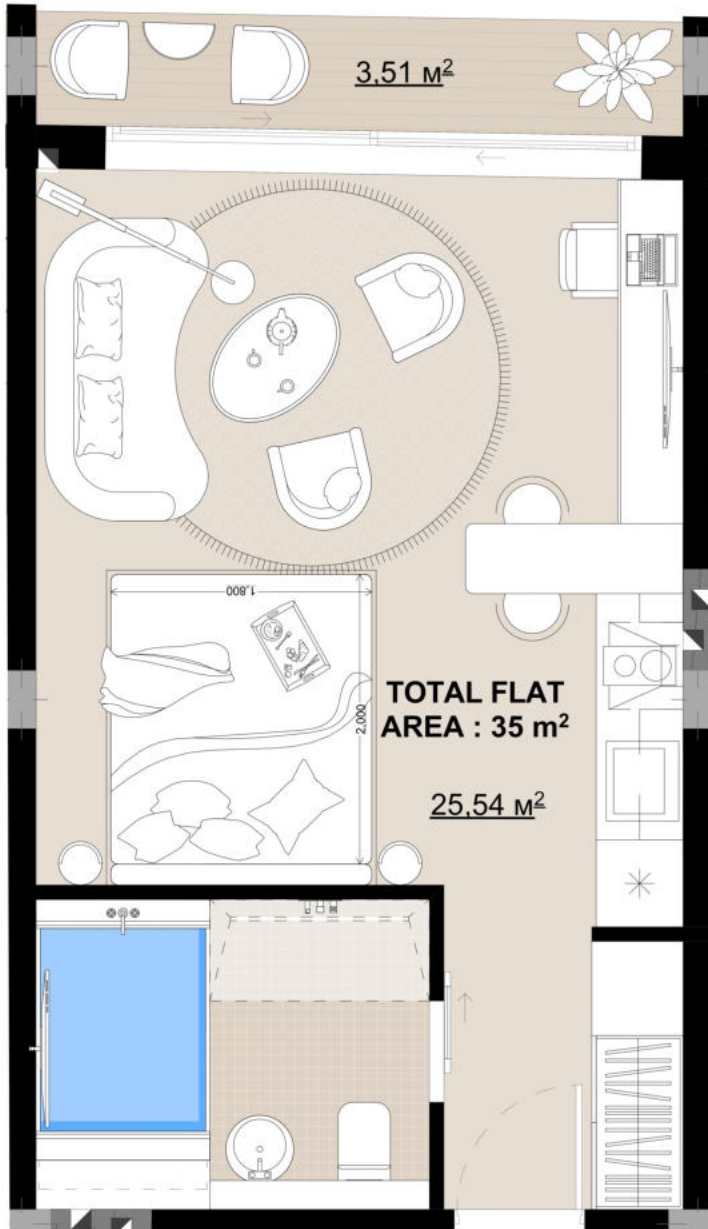 3,51 м²
1,800
2,000
TOTAL FLAT
AREA : 35 m²
25,54 м²